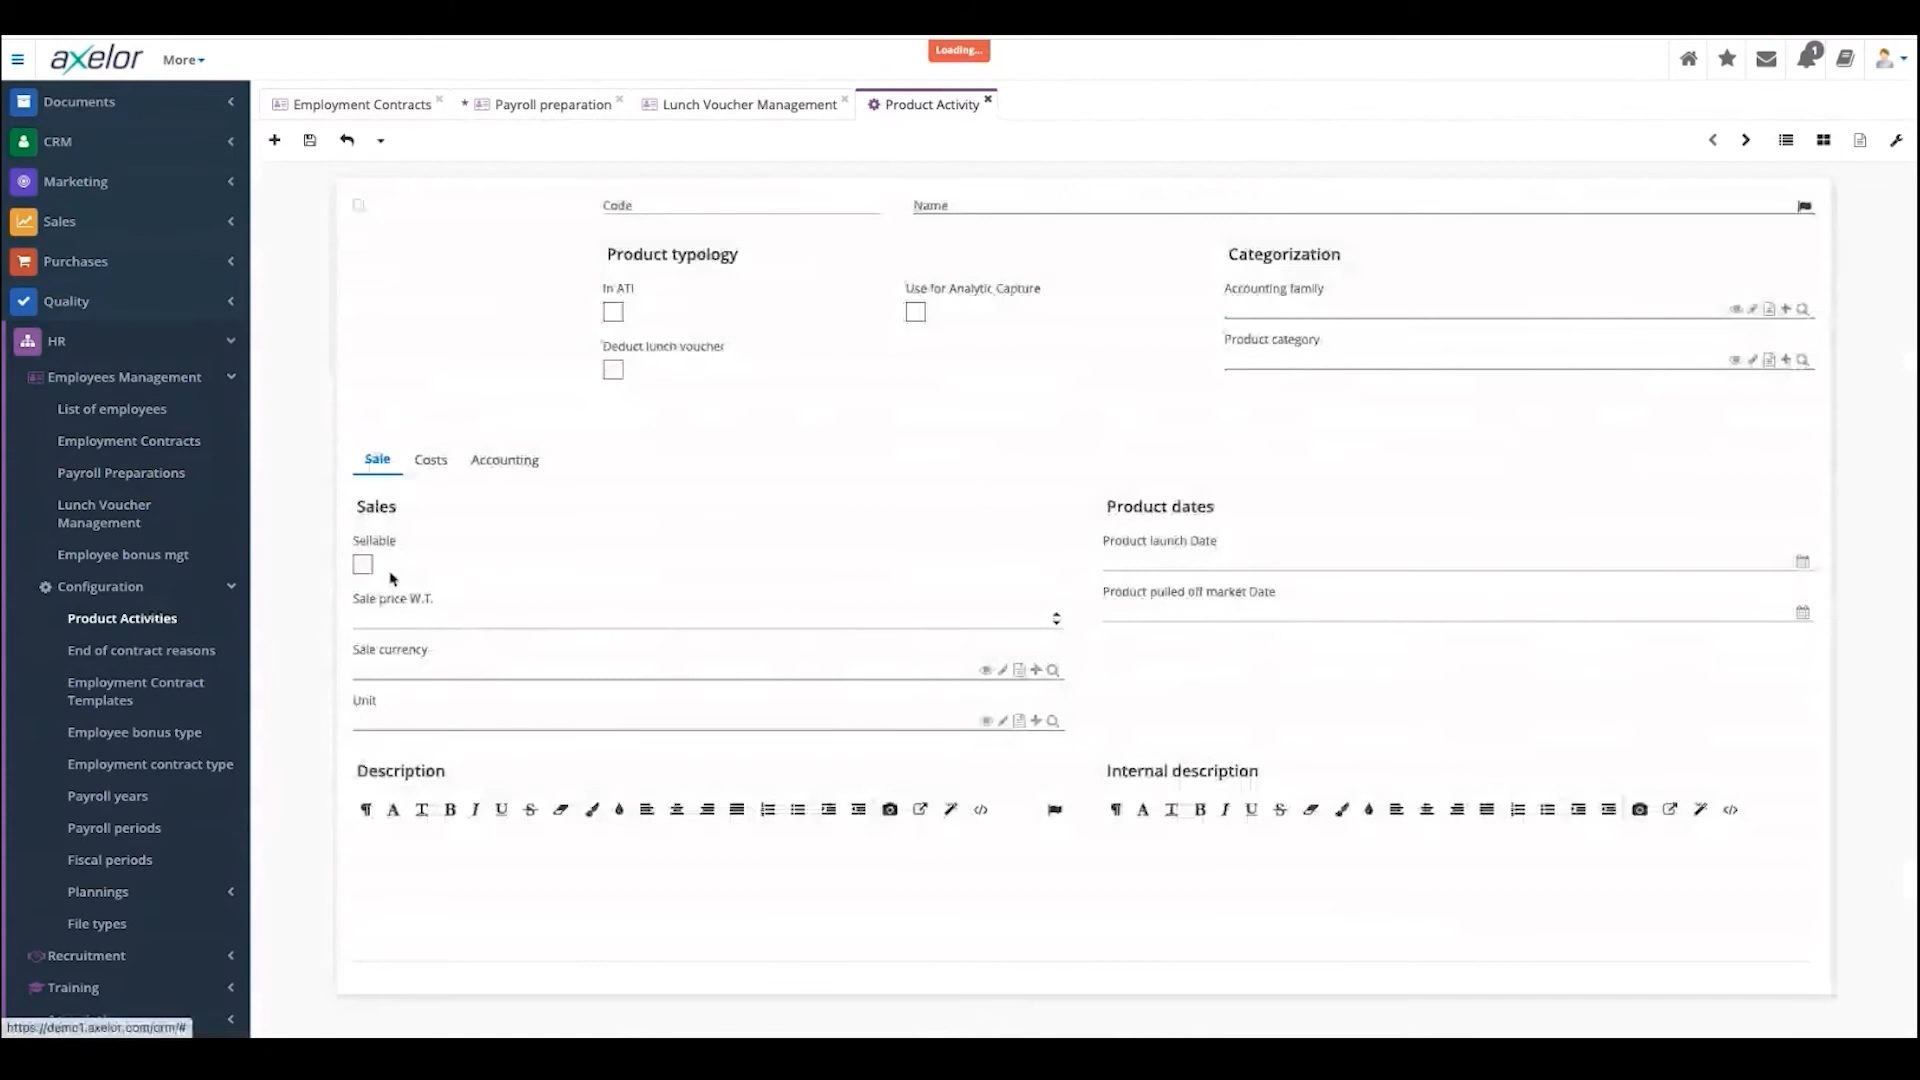 axelor
More
Loading...
1
Documents
CRM
Marketing
Sales
Purchases
Quality
HR
Employees Management
List of employees
Employment Contracts
Payroll Preparations
Lunch Voucher
Management
Employee bonus mgt
Configuration
Product Activities
End of contract reasons
Employment Contract
Templates
Employee bonus type
Employment contract type
Payroll years
Payroll periods
Fiscal periods
Plannings
File types
Recruitment
Training
https://demo1.axelor.com/crm/#
Employment Contracts
* Payroll preparation
Lunch Voucher Management
Product Activity
Code
Name
Product typology
Categorization
In ATI
Use for Analytic Capture
Accounting family
Deduct lunch voucher
Product category
Sale
Costs
Accounting
Sales
Product dates
Sellable
Product launch Date
Sale price W.T.
Product pulled off market Date
Sale currency
Unit
Description
Internal description